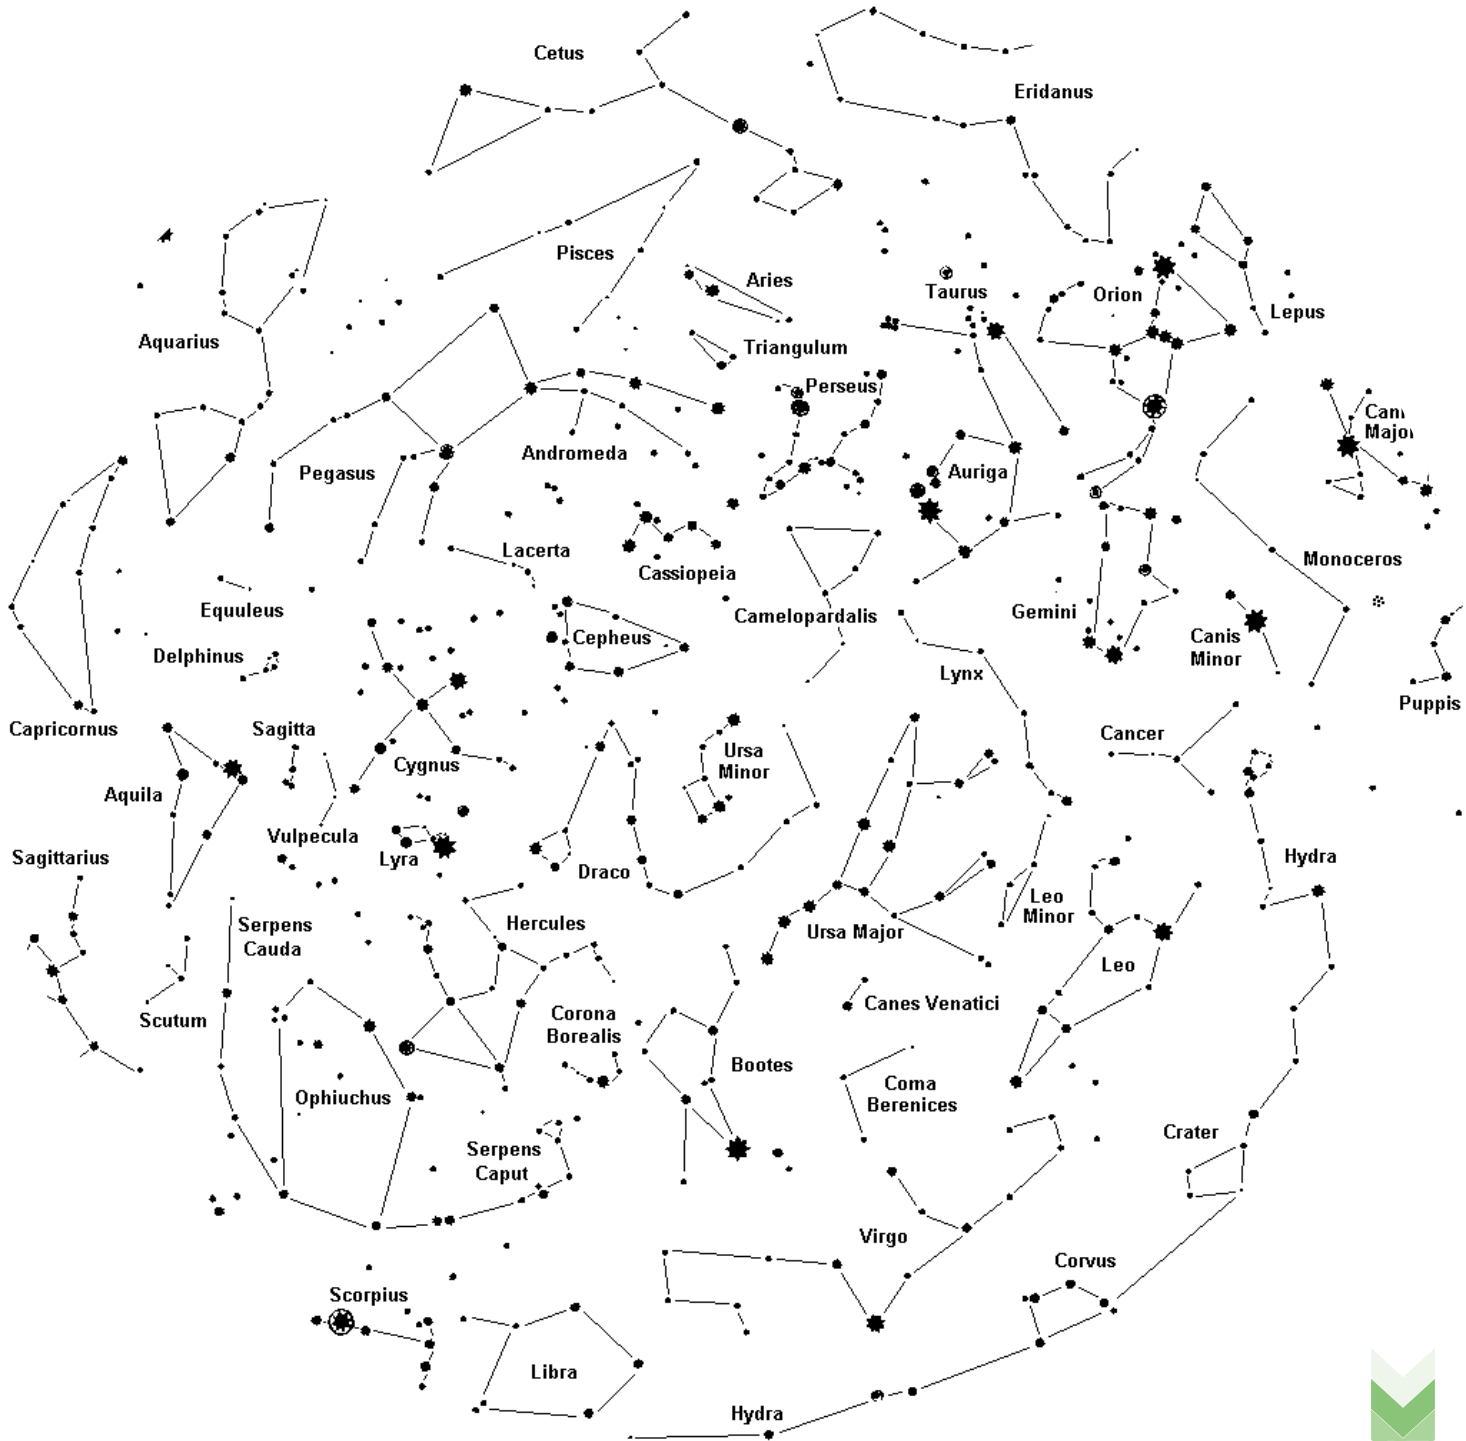 Cetus
Eridanus
Pisces
Aries
Taurus
Orion
Lepus
Aquarius
Triangulum
Perseus
Pegasus
Andromeda
Auriga
Lacerta
Cassiopeia
Monoceros
Equuleus
Cepheus
Camelopardalis
Gemini
Canis
Minor
Delphinus
Lynx
Puppis
Capricornus
Sagitta
Cygnus
Ursa
Minor
Cancer
Aquila
Vulpecula
Lyra
Draco
Sagittarius
Hydra
Serpens
Cauda
Hercules
Ursa Major
Leo
Minor
Leo
Scutum
Corona
Borealis
Canes Venatici
Bootes
Ophiuchus
Coma
Berenices
Serpens
Caput
Crater
Virgo
Corvus
Scorpius
Libra
Hydra